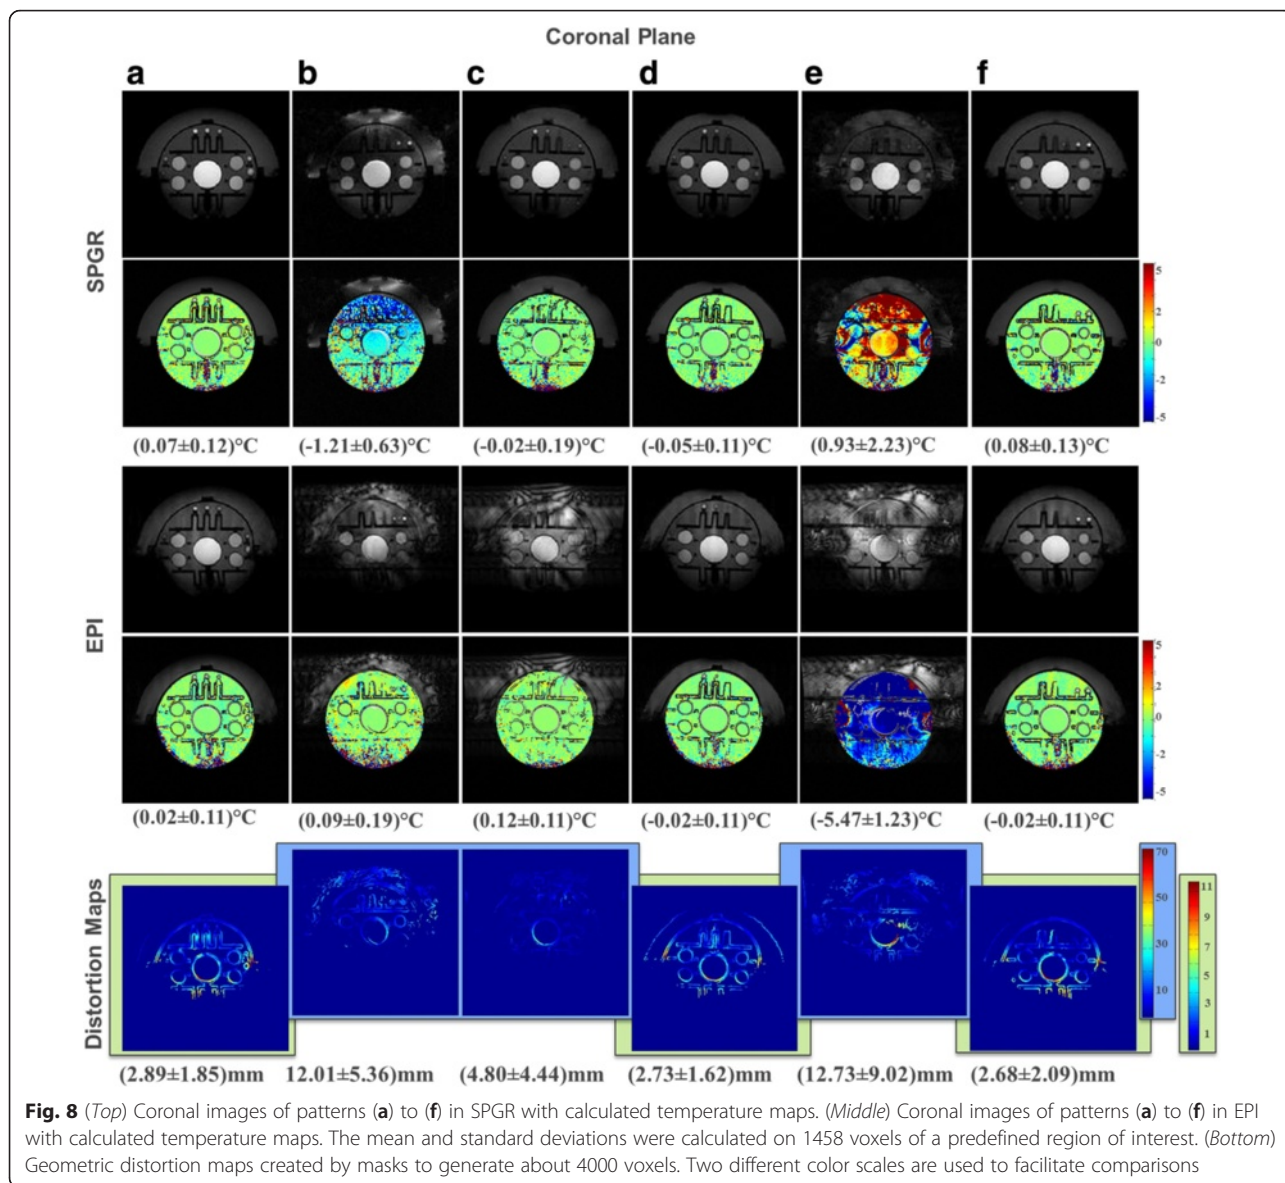 Coronal Plane
a b c d e f
SPGR
5
2
0
-2
-5
(0.07±0.12)°C (-1.21±0.63)°C (-0.02±0.19)°C (-0.05±0.11)°C (0.93±2.23)°C (0.08±0.13)°C
EPI
5
2
0
-2
-5
(0.02±0.11)°C (0.09±0.19)°C (0.12±0.11)°C (-0.02±0.11)°C (-5.47±1.23)°C (-0.02±0.11)°C
Distortion Maps
70
50
30
10
11
9
7
5
3
1
(2.89±1.85)mm 12.01±5.36)mm (4.80±4.44)mm (2.73±1.62)mm (12.73±9.02)mm (2.68±2.09)mm
Fig. 8 (Top) Coronal images of patterns (a) to (f) in SPGR with calculated temperature maps. (Middle) Coronal images of patterns (a) to (f) in EPI
with calculated temperature maps. The mean and standard deviations were calculated on 1458 voxels of a predefined region of interest. (Bottom)
Geometric distortion maps created by masks to generate about 4000 voxels. Two different color scales are used to facilitate comparisons